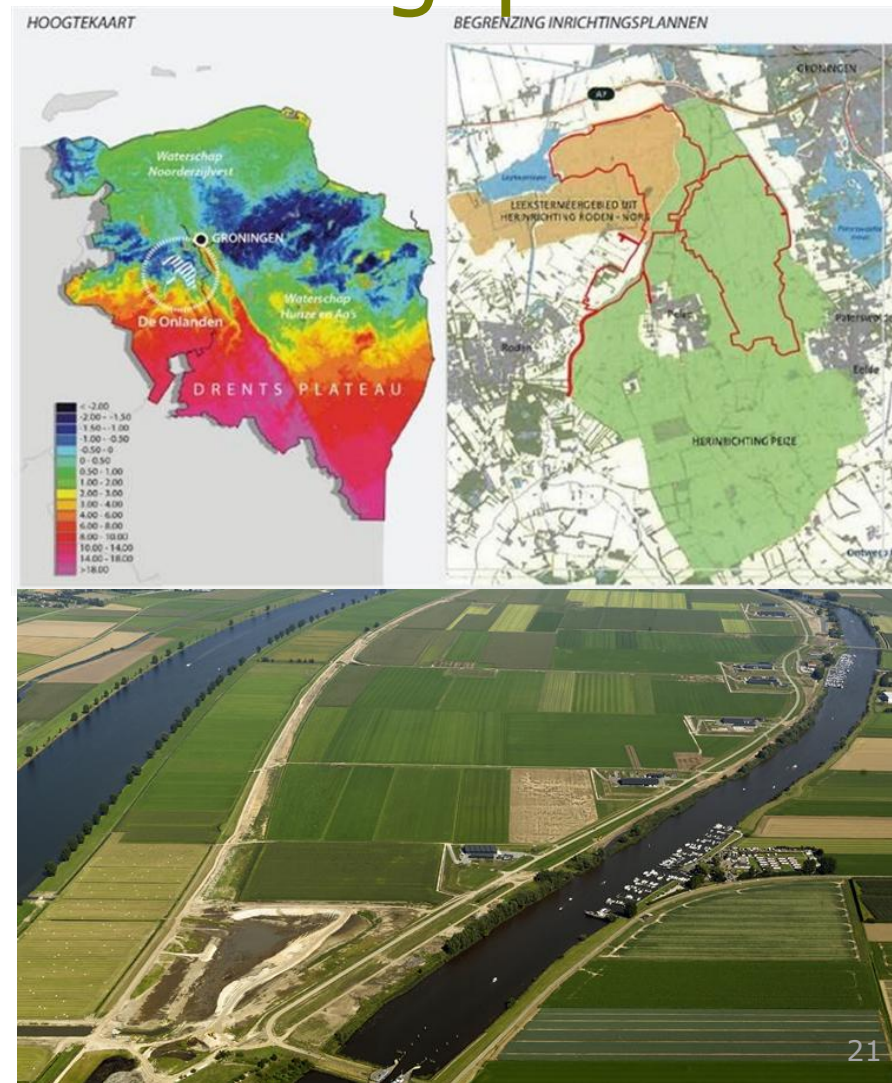 HOOGTEKAART
Waterschap
Noorderzijlvest
GRONINGEN
De Onlanden
Waterschap
Hunze en Aa's
DRENTS PLATEAU
< -2.00
-2.00 - -1.50
-1.50 - -1.00
-1.00 - -0.50
-0.50 - 0
0 - 0.50
0.50 - 1.00
1.00 - 2.00
2.00 - 3.00
3.00 - 4.00
4.00 - 6.00
6.00 - 8.00
8.00 - 10.00
10.00 - 14.00
14.00 - 18.00
>18.00
BEGRENZING INRICHTINGSPLANNEN
GRONINGEN
A7
LEEKSTERMEERGEBIED UIT
HERINRICHTING RODEN - NORG
Roden
Peize
Eelde
HERINRICHTING PEIZE
21